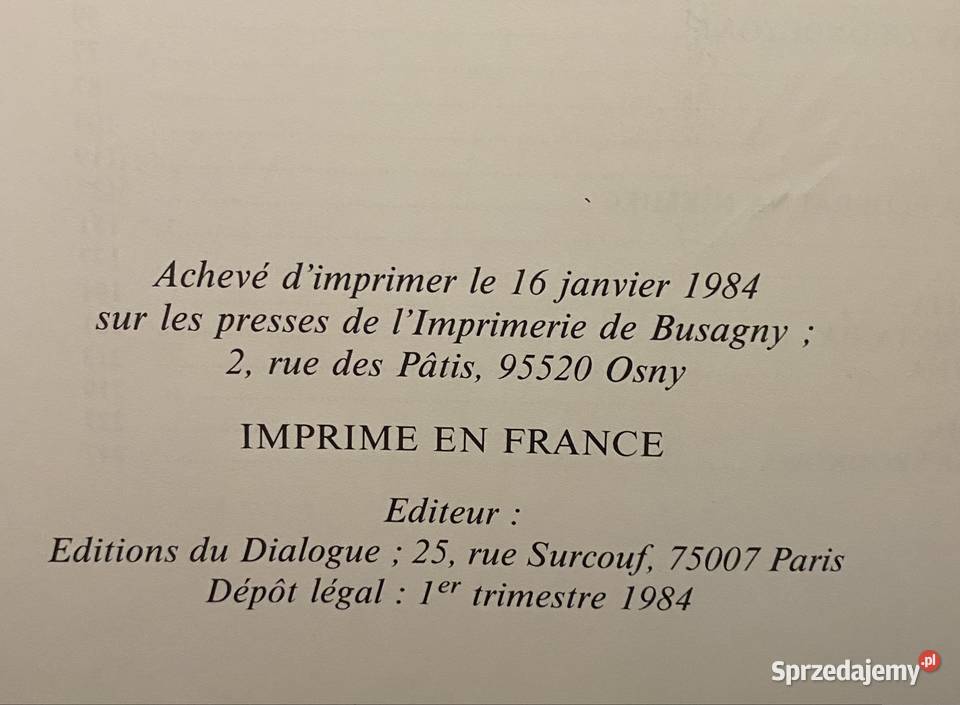 Achevé d'imprimer le 16 janvier 1984
sur les presses de l'Imprimerie de Busagny ;
2, rue des Pâtis, 95520 Osny
IMPRIME EN FRANCE
Editeur :
Editions du Dialogue ; 25, rue Surcouf, 75007 Paris
Dépôt légal : 1er trimestre 1984
Sprzedajemy.pl